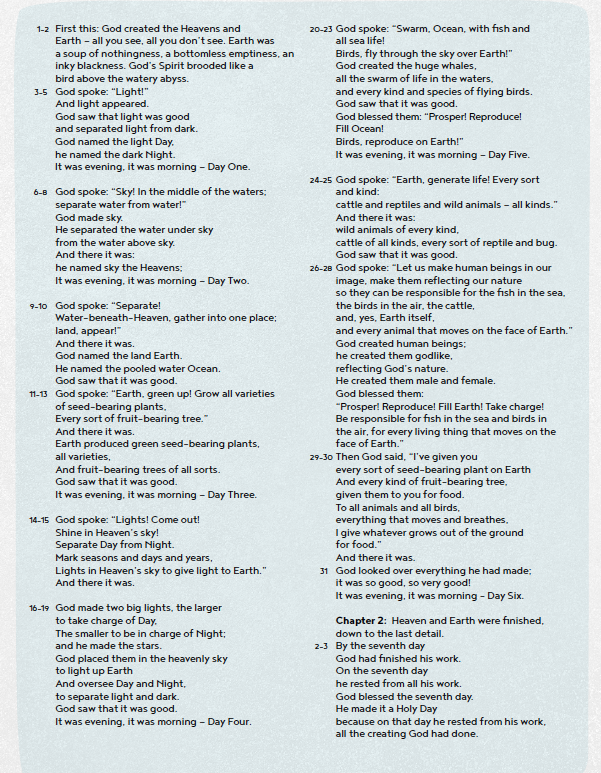 1-2 First this: God created the Heavens and
Earth – all you see, all you don't see. Earth was
a soup of nothingness, a bottomless emptiness, an
inky blackness. God's Spirit brooded like a
bird above the watery abyss.
3-5 God spoke: "Light!"
And light appeared.
God saw that light was good
and separated light from dark.
God named the light Day,
he named the dark Night.
It was evening, it was morning – Day One.
6-8 God spoke: "Sky! In the middle of the waters;
separate water from water!"
God made sky.
He separated the water under sky
from the water above sky.
And there it was:
he named sky the Heavens;
It was evening, it was morning – Day Two.
9-10 God spoke: "Separate!
Water-beneath-Heaven, gather into one place;
land, appear!"
And there it was.
God named the land Earth.
He named the pooled water Ocean.
God saw that it was good.
11-13 God spoke: "Earth, green up! Grow all varieties
of seed-bearing plants,
Every sort of fruit-bearing tree."
And there it was.
Earth produced green seed-bearing plants,
all varieties,
And fruit-bearing trees of all sorts.
God saw that it was good.
It was evening, it was morning – Day Three.
14-15 God spoke: "Lights! Come out!
Shine in Heaven's sky!
Separate Day from Night.
Mark seasons and days and years,
Lights in Heaven's sky to give light to Earth."
And there it was.
16-19 God made two big lights, the larger
to take charge of Day,
The smaller to be in charge of Night;
and he made the stars.
God placed them in the heavenly sky
to light up Earth
And oversee Day and Night,
to separate light and dark.
God saw that it was good.
It was evening, it was morning – Day Four.
20-23 God spoke: "Swarm, Ocean, with fish and
all sea life!
Birds, fly through the sky over Earth!"
God created the huge whales,
all the swarm of life in the waters,
and every kind and species of flying birds.
God saw that it was good.
God blessed them: "Prosper! Reproduce!
Fill Ocean!
Birds, reproduce on Earth!"
It was evening, it was morning – Day Five.
24-25 God spoke: "Earth, generate life! Every sort
and kind:
cattle and reptiles and wild animals – all kinds."
And there it was:
wild animals of every kind,
cattle of all kinds, every sort of reptile and bug.
God saw that it was good.
26-28 God spoke: "Let us make human beings in our
image, make them reflecting our nature
so they can be responsible for the fish in the sea,
the birds in the air, the cattle,
and, yes, Earth itself,
and every animal that moves on the face of Earth."
God created human beings;
he created them godlike,
reflecting God's nature.
He created them male and female.
God blessed them:
"Prosper! Reproduce! Fill Earth! Take charge!
Be responsible for fish in the sea and birds in
the air, for every living thing that moves on the
face of Earth."
29-30 Then God said, "I've given you
every sort of seed-bearing plant on Earth
And every kind of fruit-bearing tree,
given them to you for food.
To all animals and all birds,
everything that moves and breathes,
I give whatever grows out of the ground
for food."
And there it was.
31 God looked over everything he had made;
it was so good, so very good!
It was evening, it was morning – Day Six.
Chapter 2: Heaven and Earth were finished,
down to the last detail.
2-3 By the seventh day
God had finished his work.
On the seventh day
he rested from all his work.
God blessed the seventh day.
He made it a Holy Day
because on that day he rested from his work,
all the creating God had done.